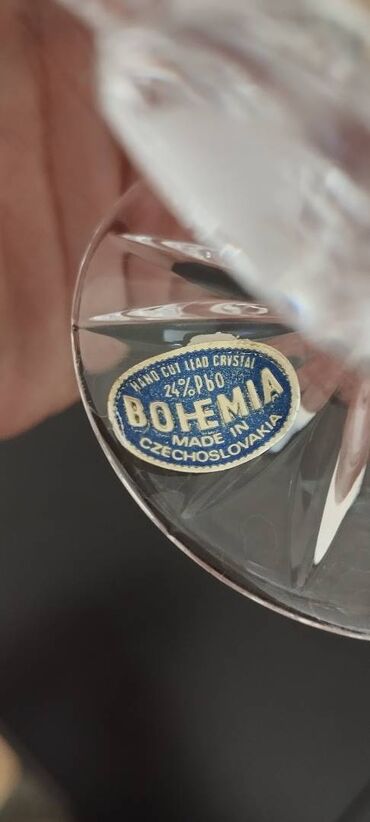 HAND CUT LEAD CRYSTAL
24% PbO
BOHEMIA
MADE IN
CZECHOSLOVAKIA